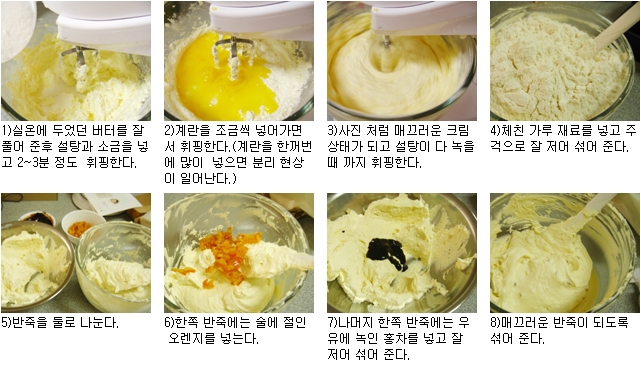 1)실온에 두었던 버터를 잘
풀어 준후 설탕과 소금을 넣
고 2~3분 정도  휘핑한다.
2)계란을 조금씩 넣어가면
서 휘핑한다.(계란을 한꺼번
에 많이  넣으면 분리 현상
이 일어난다.)
3)사진 처럼 매끄러운 크림
상태가 되고 설탕이 다 녹을
때 까지 휘핑한다.
4)체친 가루 재료를 넣고 주
걱으로 잘 저어 섞어 준다.
5)반죽을 둘로 나눈다.
6)한쪽 반죽에는 술에 절인
오렌지를 넣는다.
7)나머지 한쪽 반죽에는 우
유에 녹인 홍차를 넣고 잘
저어 섞어 준다.
8)매끄러운 반죽이 되도록
섞어 준다.